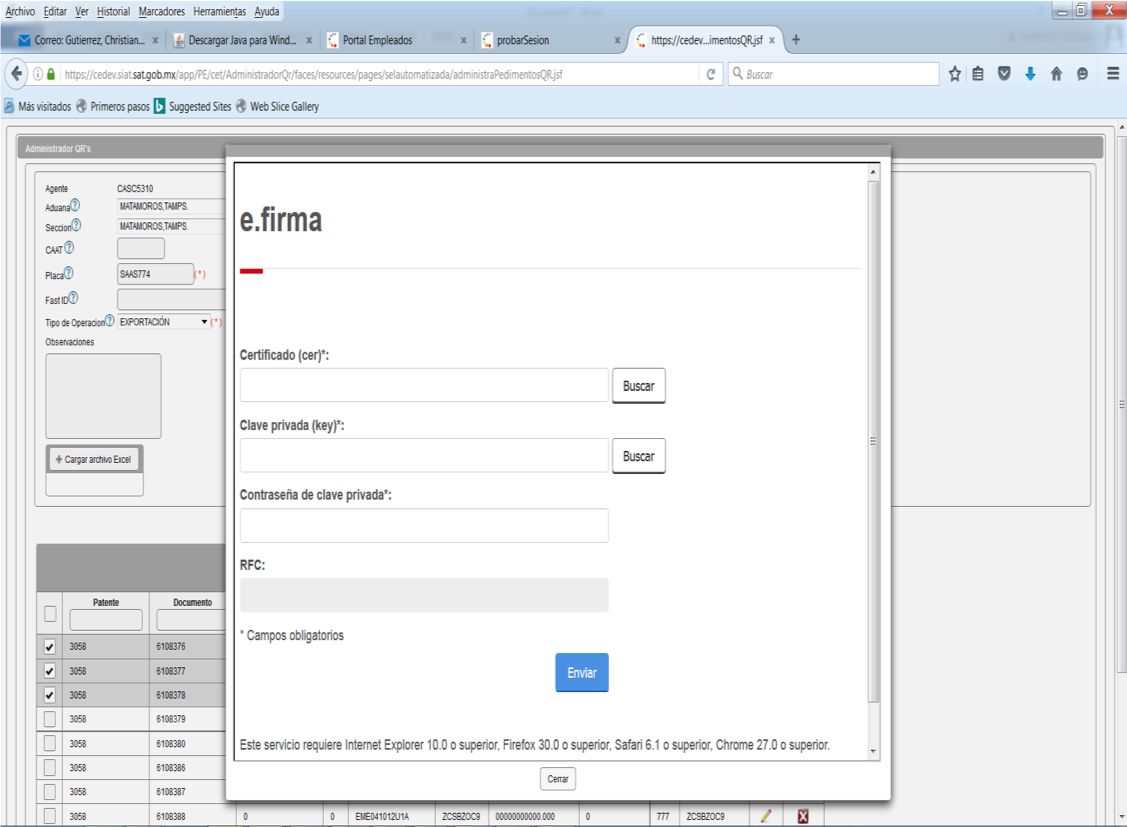 Archivo Editar Ver Historial Marcadores Herramientas Ayuda
Correo: Gutierrez, Christian... × Descargar Java para Wind... × Portal Empleados × probarSesion × https://cedev...imentosQR.jsf × +
https://cedev.siat.sat.gob.mx/app/PE/cet/AdministradorQr/faces/resources/pages/selautomatizada/administraPedimentosQR.jsf Buscar
Más visitados Primeros pasos Suggested Sites Web Slice Gallery
Administrador QR's
Agente CASC5310
Aduana MATAMOROS,TAMPS.
Seccion MATAMOROS,TAMPS.
CAAT
Placa SAAS774 (*)
Fast ID
Tipo de Operacion EXPORTACIÓN (*)
Observaciones
+ Cargar archivo Excel
e.firma
Certificado (cer)*:
Buscar
Clave privada (key)*:
Buscar
Contraseña de clave privada*:
RFC:
* Campos obligatorios
Enviar
Este servicio requiere Internet Explorer 10.0 o superior, Firefox 30.0 o superior, Safari 6.1 o superior, Chrome 27.0 o superior.
Cerrar
Patente Documento
3058 6108376
3058 6108377
3058 6108378
3058 6108379
3058 6108380
3058 6108386
3058 6108387
3058 6108388 0 0 EME041012U1A ZCSBZOC9 00000000000.000 0 777 ZCSBZOC9